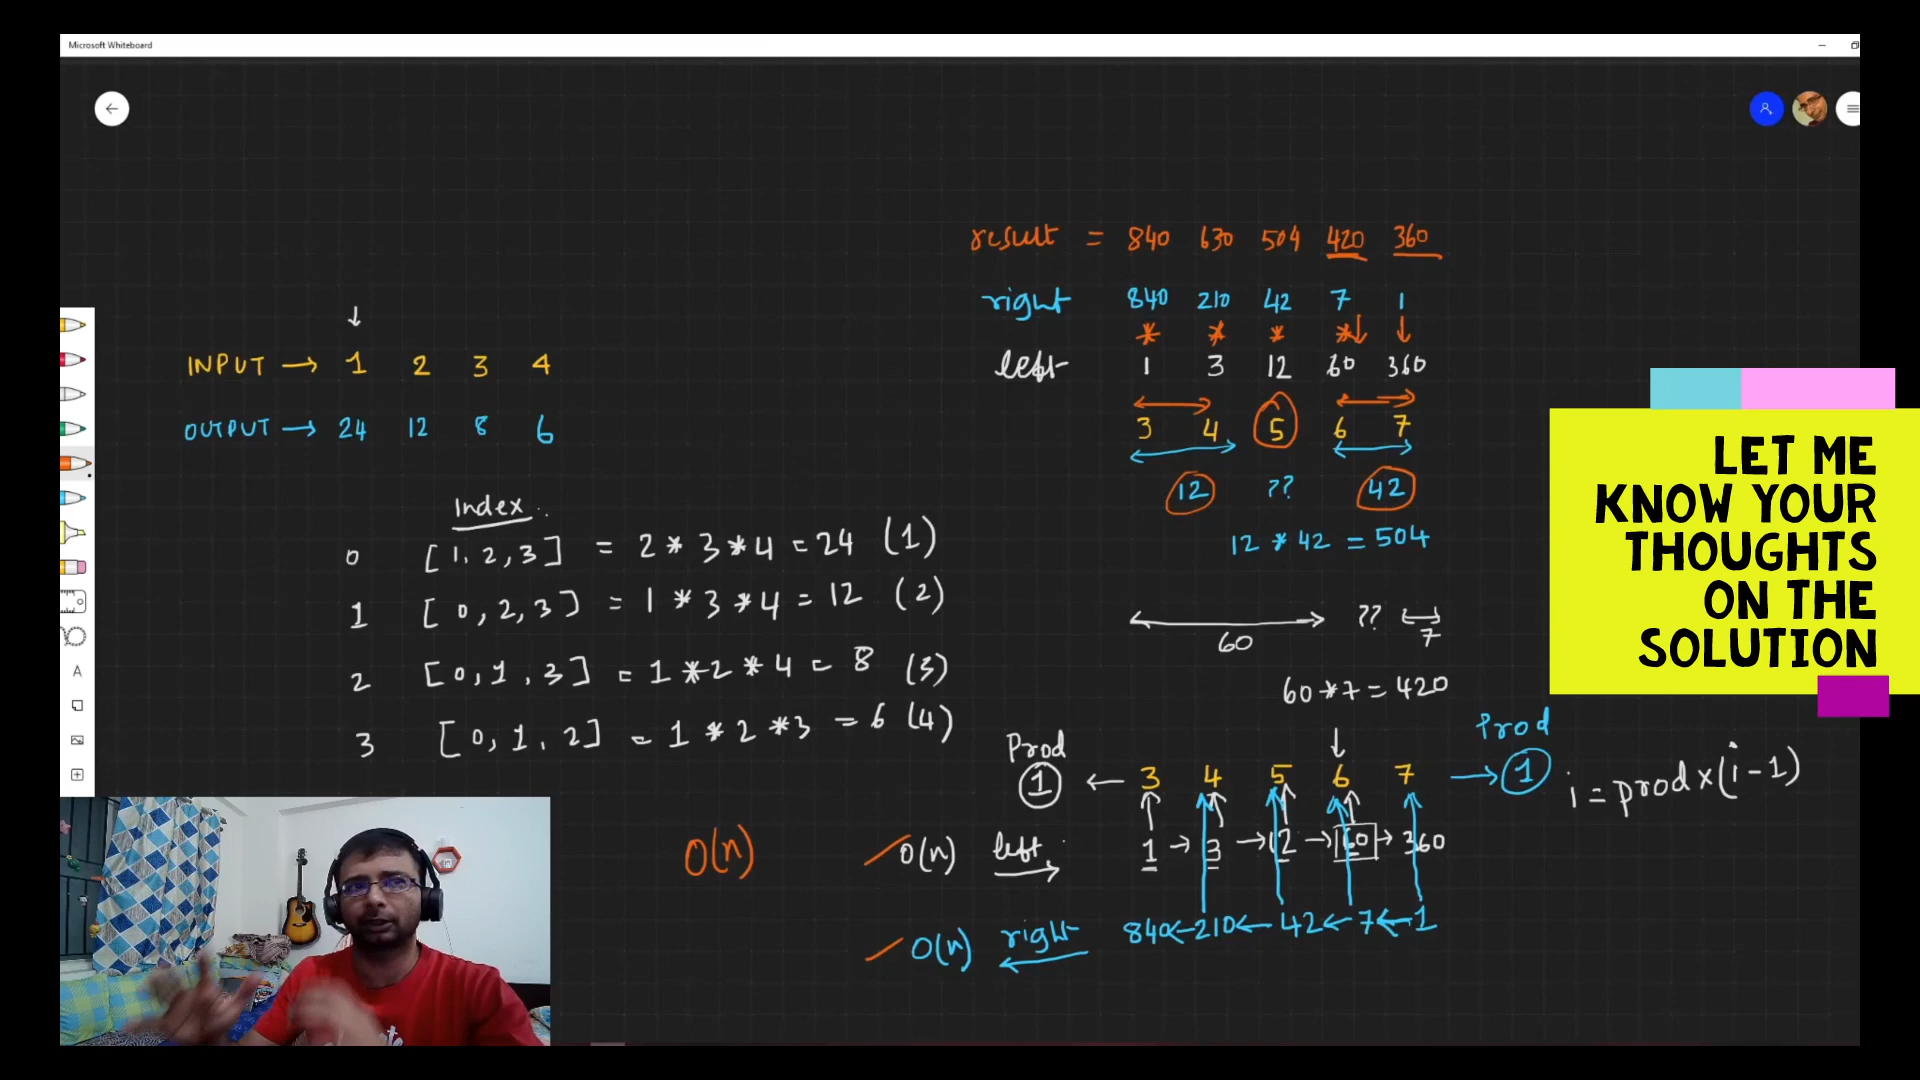 Microsoft Whiteboard
result = 840 630 504 420 360
right 840 210 42 7 1
* * * *
left 1 3 12 60 360
3 4 5 6 7
12 ?? 42
12 * 42 = 504
60 ?? 7
60 * 7 = 420
INPUT → 1 2 3 4
OUTPUT → 24 12 8 6
Index
0 [1, 2, 3] = 2 * 3 * 4 = 24 (1)
1 [0, 2, 3] = 1 * 3 * 4 = 12 (2)
2 [0, 1, 3] = 1 * 2 * 4 = 8 (3)
3 [0, 1, 2] = 1 * 2 * 3 = 6 (4)
Prod Prod
1 ← 3 4 5 6 7 → 1
i = prod x (i - 1)
O(n)
O(n) left 1 → 3 → 12 → 60 → 360
O(n) right 840 ← 210 ← 42 ← 7 ← 1
LET ME
KNOW YOUR
THOUGHTS
ON THE
SOLUTION
A